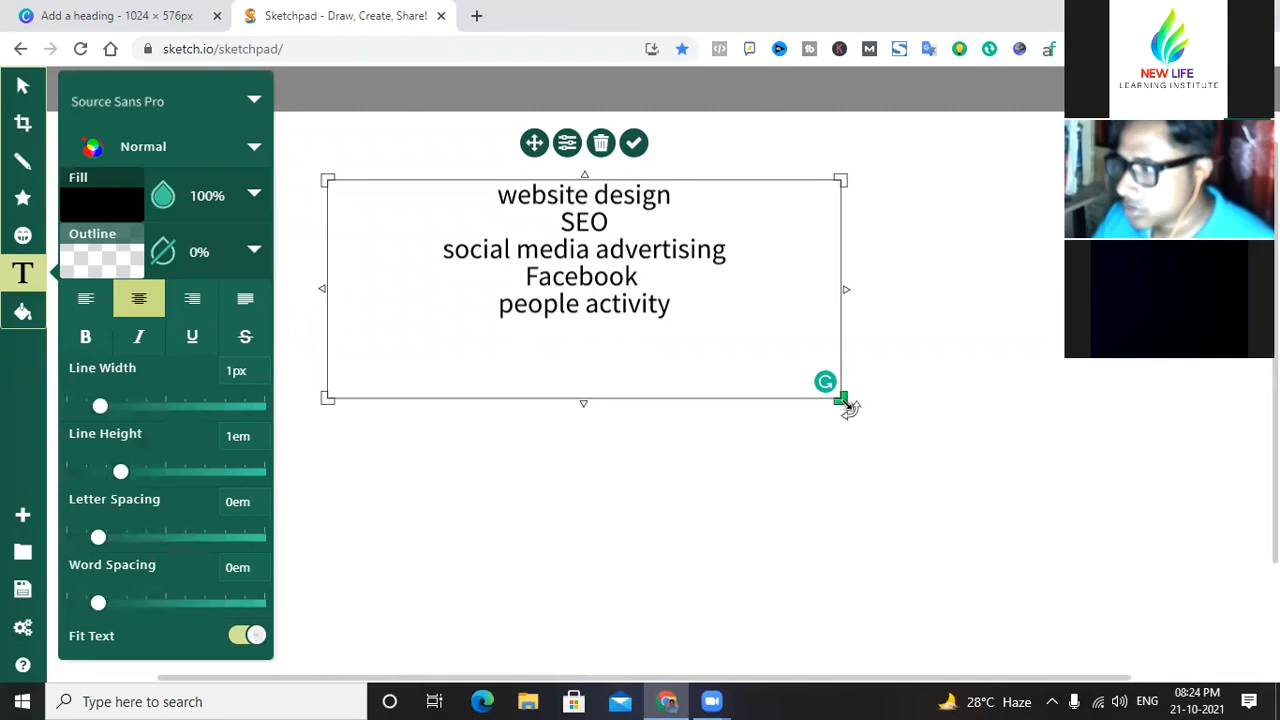 Add a heading - 1024 × 576px
Sketchpad - Draw, Create, Share!
sketch.io/sketchpad/
NEW LIFE
LEARNING INSTITUTE
Source Sans Pro
Normal
Fill
100%
Outline
0%
T
B I U S
Line Width
1px
Line Height
1em
Letter Spacing
0em
Word Spacing
0em
Fit Text
website design
SEO
social media advertising
Facebook
people activity
Type here to search
28°C Haze
ENG
08:24 PM
21-10-2021